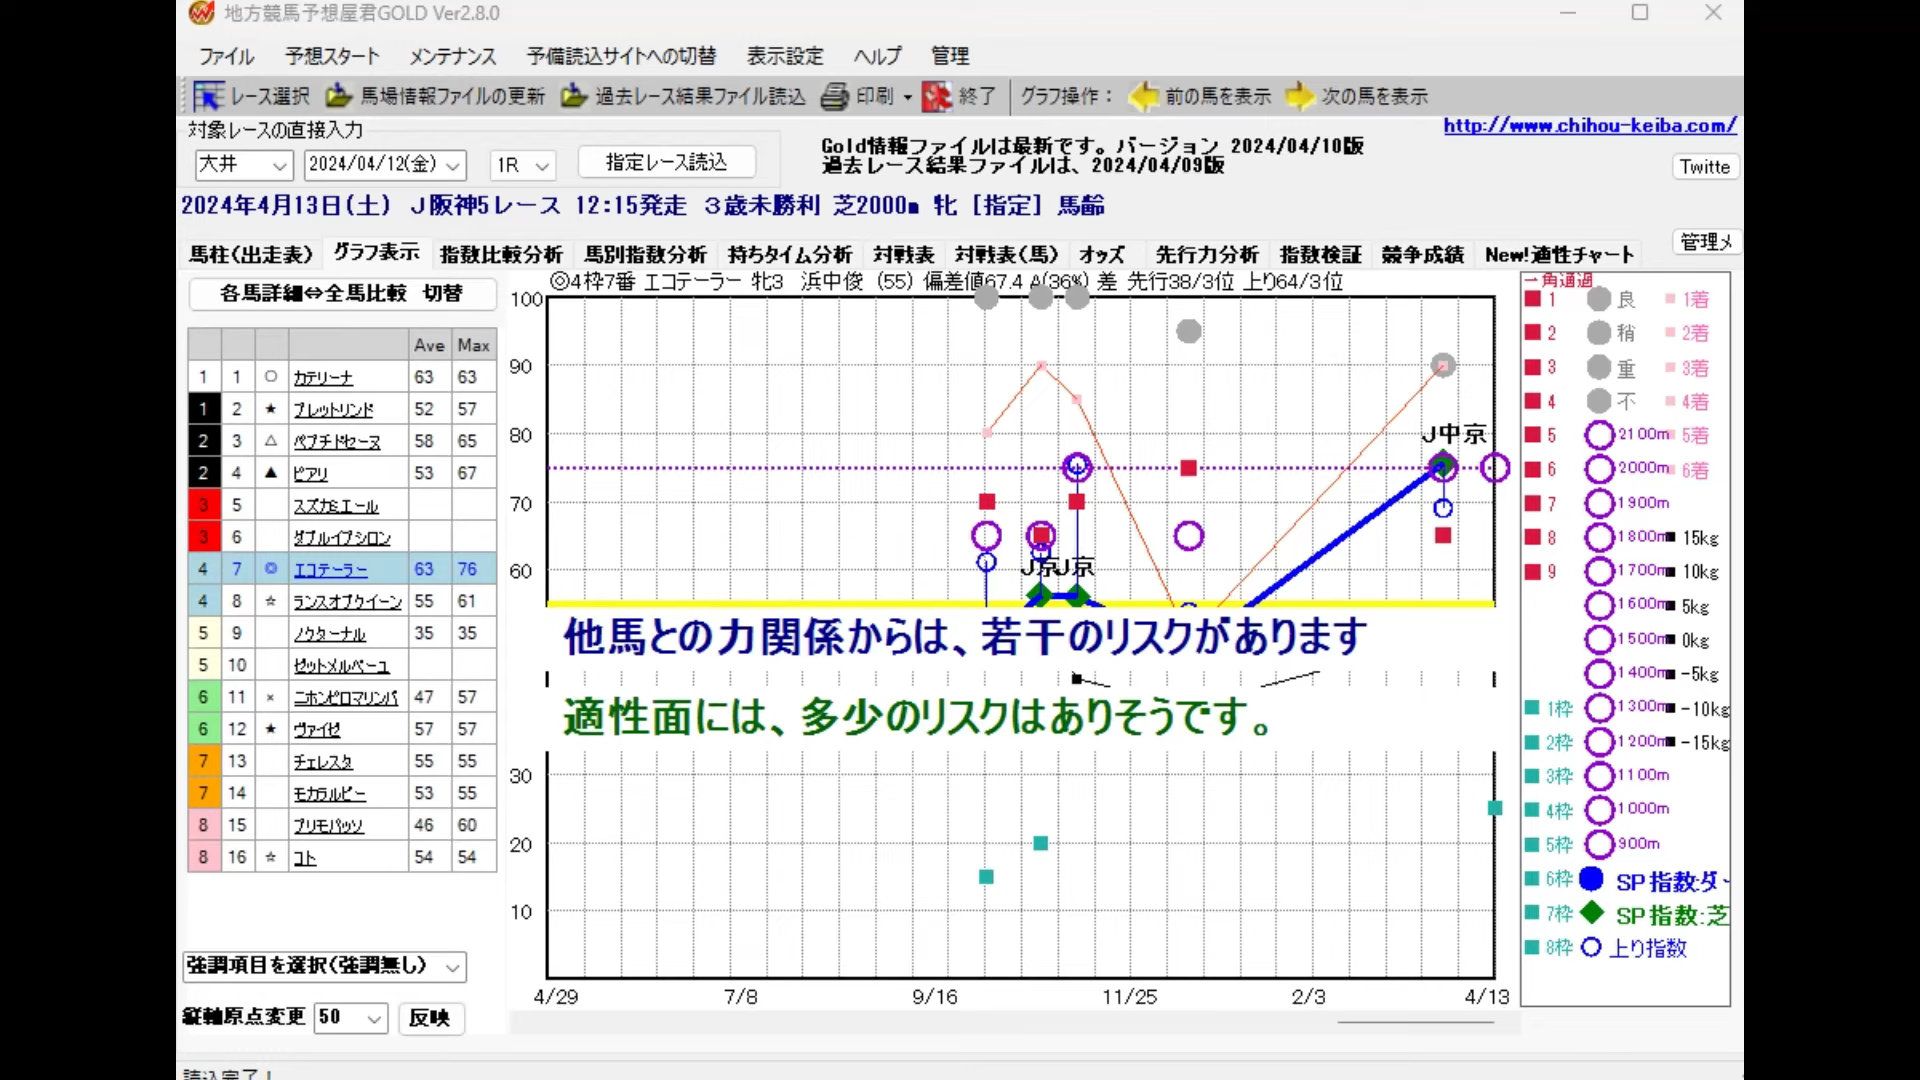 地方競馬予想屋君GOLD Ver2.8.0
ファイル 予想スタート メンテナンス 予備読込サイトへの切替 表示設定 ヘルプ 管理
レース選択 馬場情報ファイルの更新 過去レース結果ファイル読込 印刷 終了 グラフ操作： 前の馬を表示 次の馬を表示
対象レースの直接入力
http://www.chihou-keiba.com/
大井 2024/04/12(金) 1R 指定レース読込
Gold情報ファイルは最新です。バージョン 2024/04/10版
過去レース結果ファイルは、2024/04/09版
Twitte
2024年4月13日(土) J阪神5レース 12:15発走 3歳未勝利 芝2000m 牝 [指定] 馬齢
管理メ
馬柱(出走表) グラフ表示 指数比較分析 馬別指数分析 持ちタイム分析 対戦表 対戦表(馬) オッズ 先行力分析 指数検証 競争成績 New!適性チャート
各馬詳細⇔全馬比較 切替
◎4枠7番 エコテーラー 牝3 浜中俊 (55) 偏差値67.4 A(36%) 差 先行38/3位 上り64/3位
Ave Max
1 1 ○ カテリーナ 63 63
1 2 ★ ブレットリンド 52 57
2 3 △ ペプチドセーヌ 58 65
2 4 ▲ ピアリ 53 67
3 5 スズカミエール
3 6 ダブルイプシロン
4 7 ◎ エコテーラー 63 76
4 8 ☆ ランスオブクイーン 55 61
5 9 ノクターナル 35 35
5 10 ゼットメルベーユ
6 11 × ニホンピロマリンバ 47 57
6 12 ★ ヴァイゼ 57 57
7 13 チェレスタ 55 55
7 14 モカラルビー 53 55
8 15 プリモパッソ 46 60
8 16 ☆ コト 54 54
強調項目を選択(強調無し)
縦軸原点変更 50 反映
100
90
80
70
60
30
20
10
J京 J京
J中京
他馬との力関係からは、若干のリスクがあります
適性面には、多少のリスクはありそうです。
4/29 7/8 9/16 11/25 2/3 4/13
一角通過
1 良 1着
2 稍 2着
3 重 3着
4 不 4着
5 2100m 5着
6 2000m 6着
7 1900m
8 1800m 15kg
9 1700m 10kg
1600m 5kg
1500m 0kg
1400m -5kg
1枠 1300m -10kg
2枠 1200m -15kg
3枠 1100m
4枠 1000m
5枠 900m
6枠 SP指数:ダ
7枠 SP指数:芝
8枠 上り指数
読込完了！